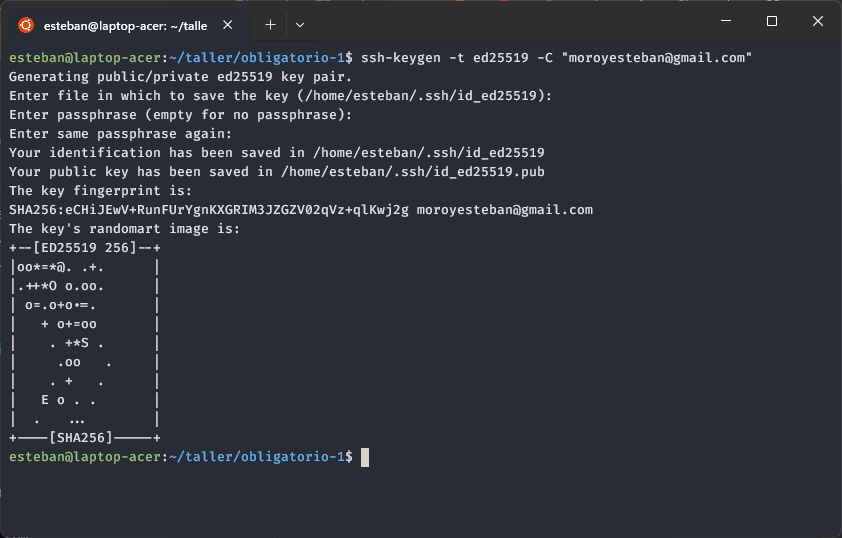 esteban@laptop-acer: ~/talle
esteban@laptop-acer:~/taller/obligatorio-1$ ssh-keygen -t ed25519 -C "moroyesteban@gmail.com"
Generating public/private ed25519 key pair.
Enter file in which to save the key (/home/esteban/.ssh/id_ed25519):
Enter passphrase (empty for no passphrase):
Enter same passphrase again:
Your identification has been saved in /home/esteban/.ssh/id_ed25519
Your public key has been saved in /home/esteban/.ssh/id_ed25519.pub
The key fingerprint is:
SHA256:eCHiJEwV+RunFUrYgnKXGRIM3JZGZV02qVz+qlKwj2g moroyesteban@gmail.com
The key's randomart image is:
+--[ED25519 256]--+
|oo*=*@. .+.      |
|.++*O o.oo.      |
| o=.o+o+=.       |
|   + o+=oo       |
|    . +*S .      |
|     .oo   .     |
|    . +   .      |
|   E o . .       |
|  .   ...        |
+----[SHA256]-----+
esteban@laptop-acer:~/taller/obligatorio-1$